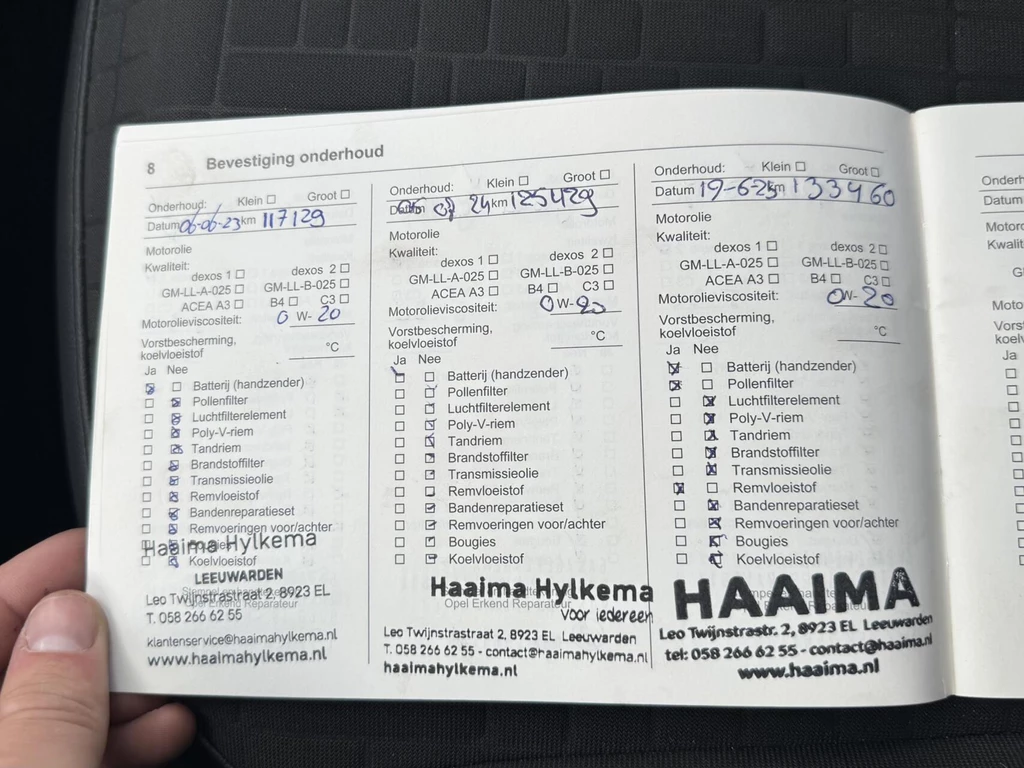 8 Bevestiging onderhoud
Onderhoud: Klein Groot
Datum 06-06-23 km 117129
Motorolie
Kwaliteit:
dexos 1 dexos 2
GM-LL-A-025 GM-LL-B-025
ACEA A3 B4 C3
Motorolieviscositeit: 0 W- 20
Vorstbescherming,
koelvloeistof °C
Ja Nee
Batterij (handzender)
Pollenfilter
Luchtfilterelement
Poly-V-riem
Tandriem
Brandstoffilter
Transmissieolie
Remvloeistof
Bandenreparatieset
Remvoeringen voor/achter
Koelvloeistof
Haaima Hylkema
LEEUWARDEN
Leo Twijnstrastraat 2, 8923 EL
T. 058 266 62 55
klantenservice@haaimahylkema.nl
www.haaimahylkema.nl
Onderhoud: Klein Groot
Datum 24 km 125429
Motorolie
Kwaliteit:
dexos 1 dexos 2
GM-LL-A-025 GM-LL-B-025
ACEA A3 B4 C3
Motorolieviscositeit: 0 W- 20
Vorstbescherming,
koelvloeistof °C
Ja Nee
Batterij (handzender)
Pollenfilter
Luchtfilterelement
Poly-V-riem
Tandriem
Brandstoffilter
Transmissieolie
Remvloeistof
Bandenreparatieset
Remvoeringen voor/achter
Bougies
Koelvloeistof
Haaima Hylkema
Opel Erkend Reparateur
voor iedereen
Leo Twijnstrastraat 2, 8923 EL Leeuwarden
T. 058 266 62 55 - contact@haaimahylkema.nl
haaimahylkema.nl
Onderhoud: Klein Groot
Datum 19-6-25 km 133460
Motorolie
Kwaliteit:
dexos 1 dexos 2
GM-LL-A-025 GM-LL-B-025
ACEA A3 B4 C3
Motorolieviscositeit: 0 W- 20
Vorstbescherming,
koelvloeistof °C
Ja Nee
Batterij (handzender)
Pollenfilter
Luchtfilterelement
Poly-V-riem
Tandriem
Brandstoffilter
Transmissieolie
Remvloeistof
Bandenreparatieset
Remvoeringen voor/achter
Bougies
Koelvloeistof
HAAIMA
Leo Twijnstrastr. 2, 8923 EL Leeuwarden
tel: 058 266 62 55 - contact@haaima.nl
www.haaima.nl